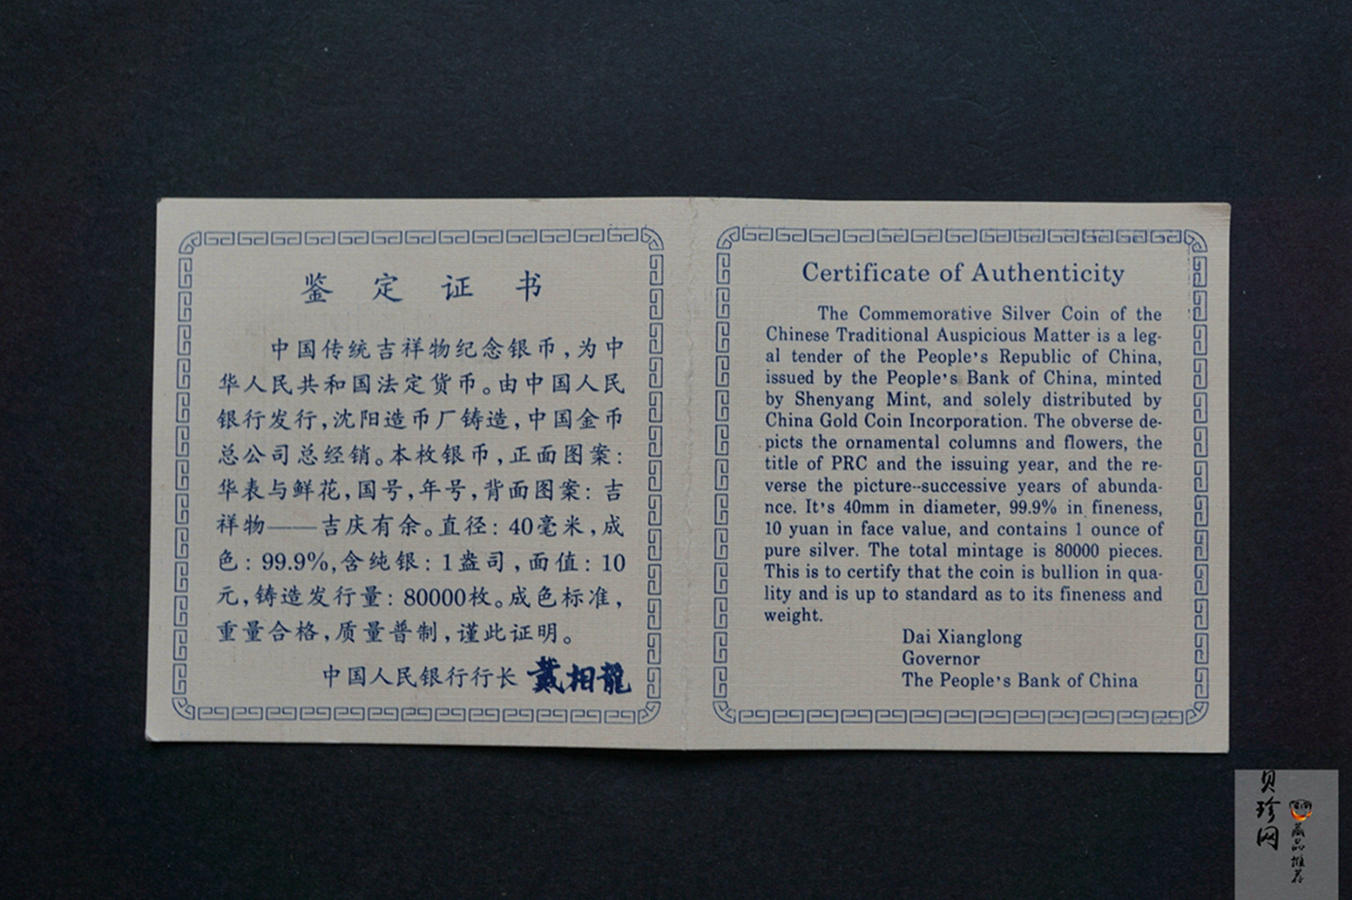 鉴定证书
中国传统吉祥物纪念银币,为中
华人民共和国法定货币。由中国人民
银行发行,沈阳造币厂铸造,中国金币
总公司总经销。本枚银币,正面图案:
华表与鲜花,国号,年号,背面图案:吉
祥物——吉庆有余。直径:40毫米,成
色:99.9%,含纯银:1盎司,面值:10
元,铸造发行量:80000枚。成色标准,
重量合格,质量普制,谨此证明。
中国人民银行行长 戴相龍
Certificate of Authenticity
The Commemorative Silver Coin of the
Chinese Traditional Auspicious Matter is a leg-
al tender of the People's Republic of China,
issued by the People's Bank of China, minted
by Shenyang Mint, and solely distributed by
China Gold Coin Incorporation. The obverse de-
picts the ornamental columns and flowers, the
title of PRC and the issuing year, and the re-
verse the picture--successive years of abunda-
nce. It's 40mm in diameter, 99.9% in fineness,
10 yuan in face value, and contains 1 ounce of
pure silver. The total mintage is 80000 pieces.
This is to certify that the coin is bullion in qua-
lity and is up to standard as to its fineness and
weight.
Dai Xianglong
Governor
The People's Bank of China
贝珍网
藏品推荐